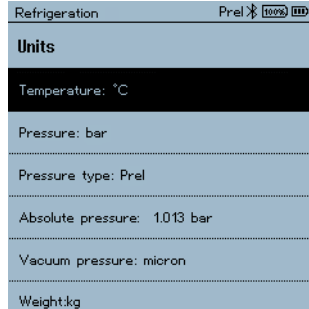 Refrigeration Prel 100%
Units
Temperature: °C
Pressure: bar
Pressure type: Prel
Absolute pressure: 1.013 bar
Vacuum pressure: micron
Weight:kg